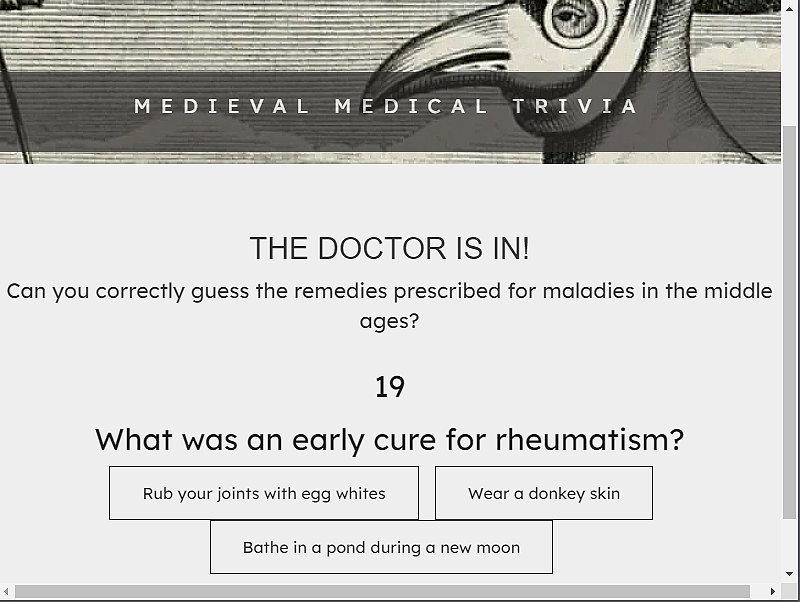 MEDIEVAL MEDICAL TRIVIA
THE DOCTOR IS IN!
Can you correctly guess the remedies prescribed for maladies in the middle
ages?
19
What was an early cure for rheumatism?
Rub your joints with egg whites
Wear a donkey skin
Bathe in a pond during a new moon